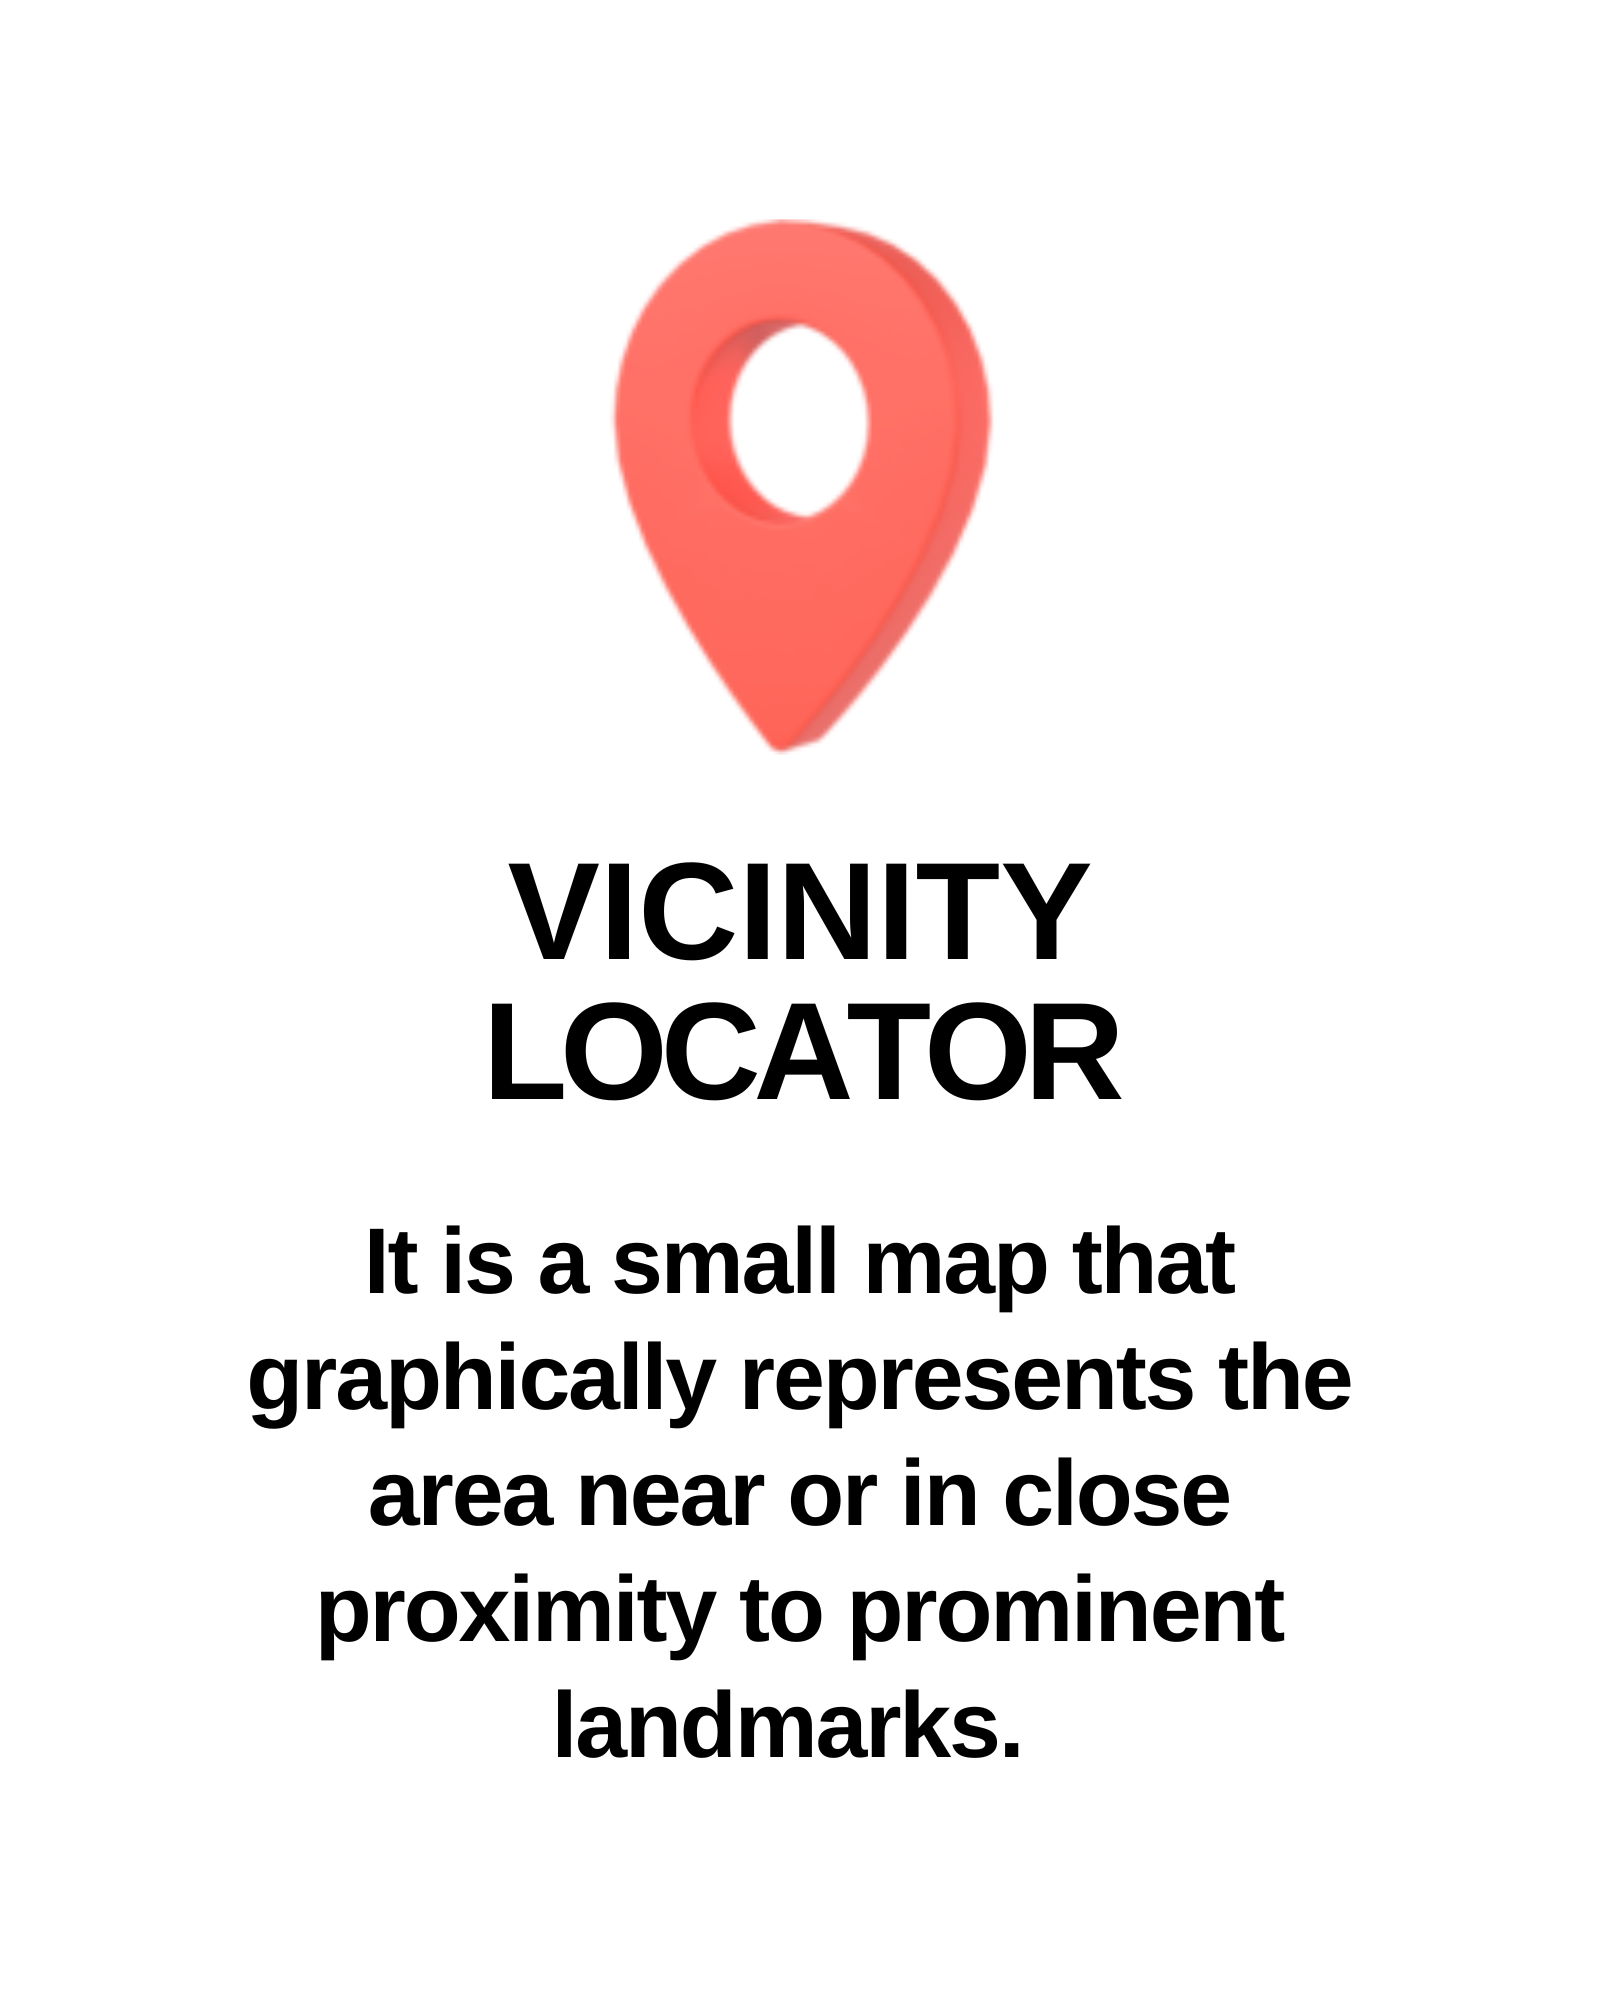 VICINITY
LOCATOR
It is a small map that
graphically represents the
area near or in close
proximity to prominent
landmarks.